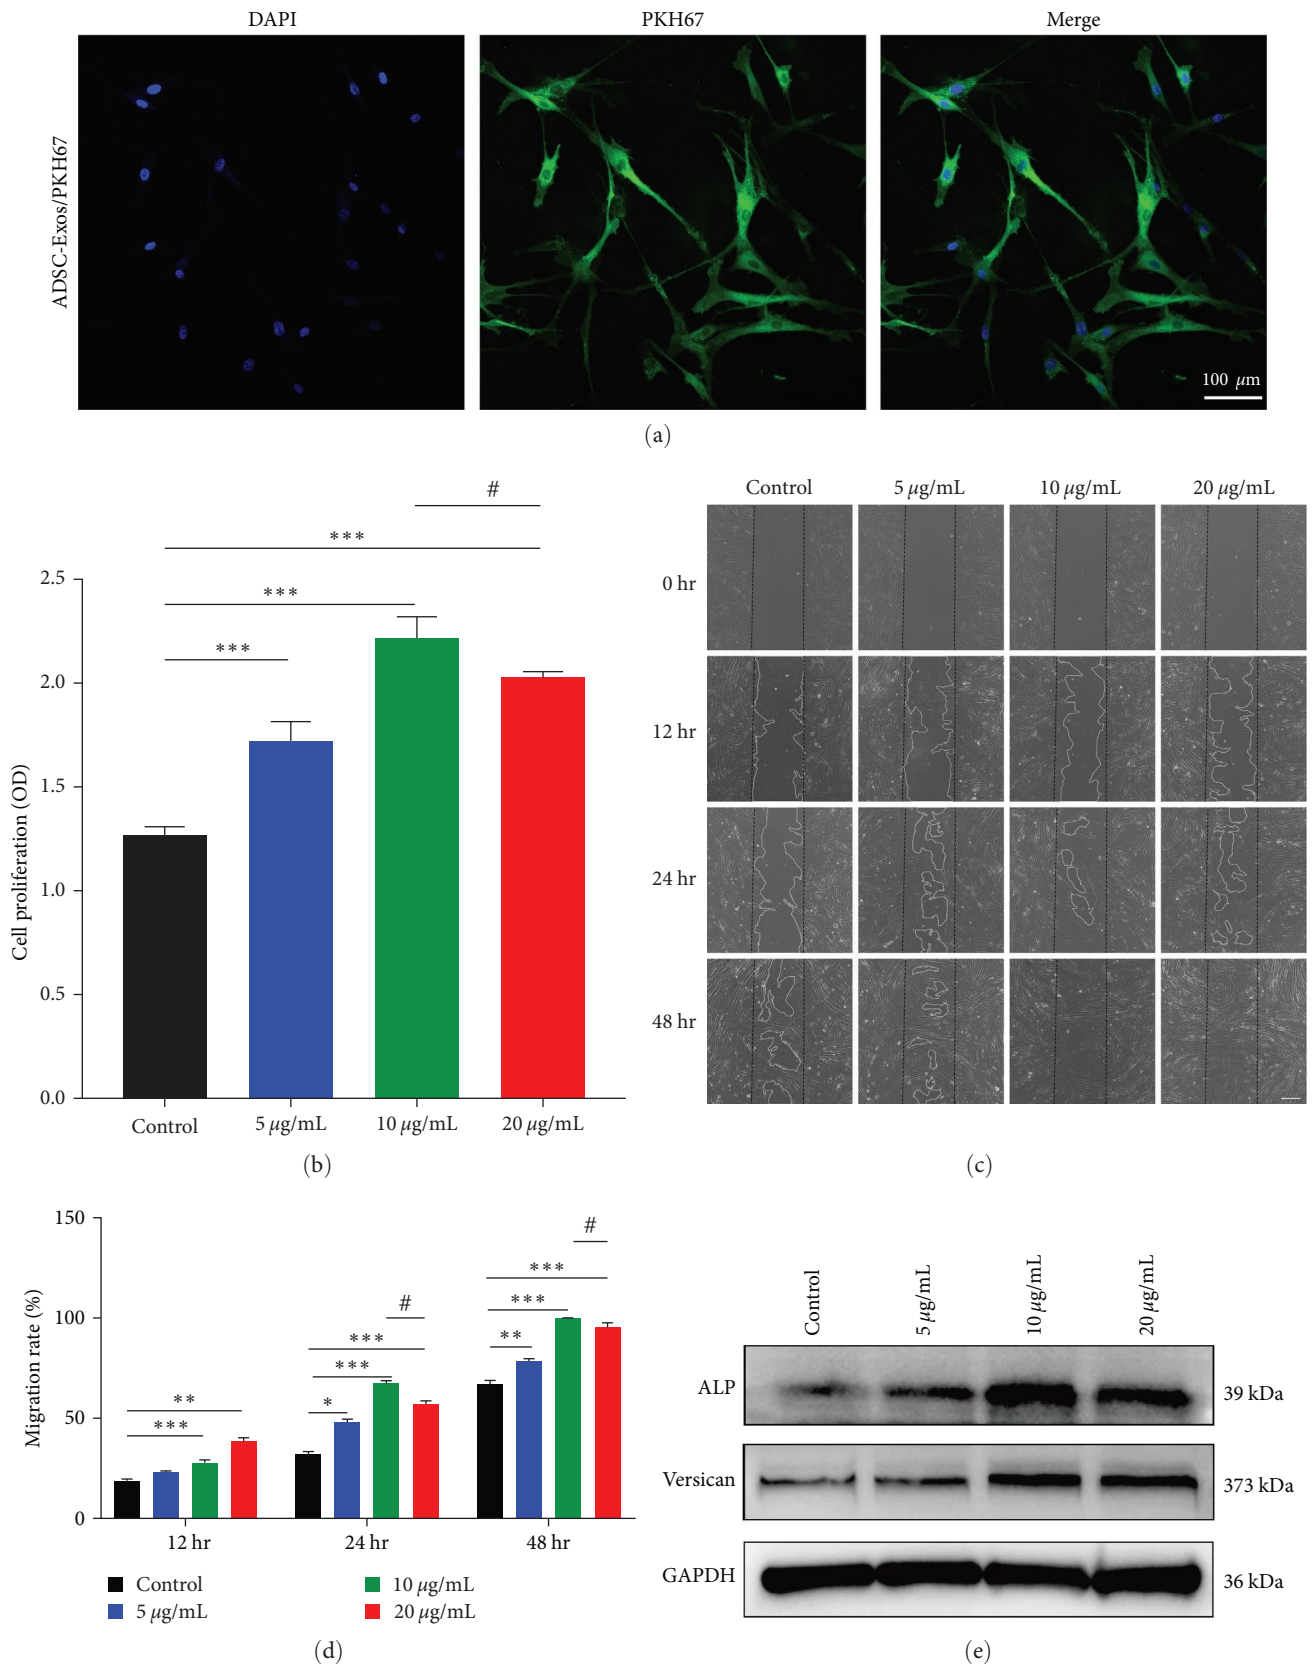 DAPI PKH67 Merge
ADSC-Exos/PKH67
100 μm
(a)
#
***
***
***
2.5
2.0
1.5
1.0
0.5
0.0
Cell proliferation (OD)
Control 5 μg/mL 10 μg/mL 20 μg/mL
(b)
Control 5 μg/mL 10 μg/mL 20 μg/mL
0 hr
12 hr
24 hr
48 hr
(c)
150
100
50
0
Migration rate (%)
**
***
#
***
***
*
#
***
***
**
12 hr 24 hr 48 hr
Control 10 μg/mL
5 μg/mL 20 μg/mL
(d)
Control 5 μg/mL 10 μg/mL 20 μg/mL
ALP 39 kDa
Versican 373 kDa
GAPDH 36 kDa
(e)